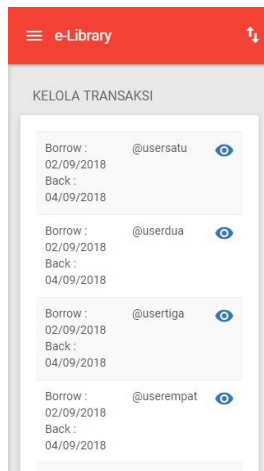 e-Library
KELOLA TRANSAKSI
Borrow : @usersatu
02/09/2018
Back :
04/09/2018
Borrow : @userdua
02/09/2018
Back :
04/09/2018
Borrow : @usertiga
02/09/2018
Back :
04/09/2018
Borrow : @userempat
02/09/2018
Back :
04/09/2018